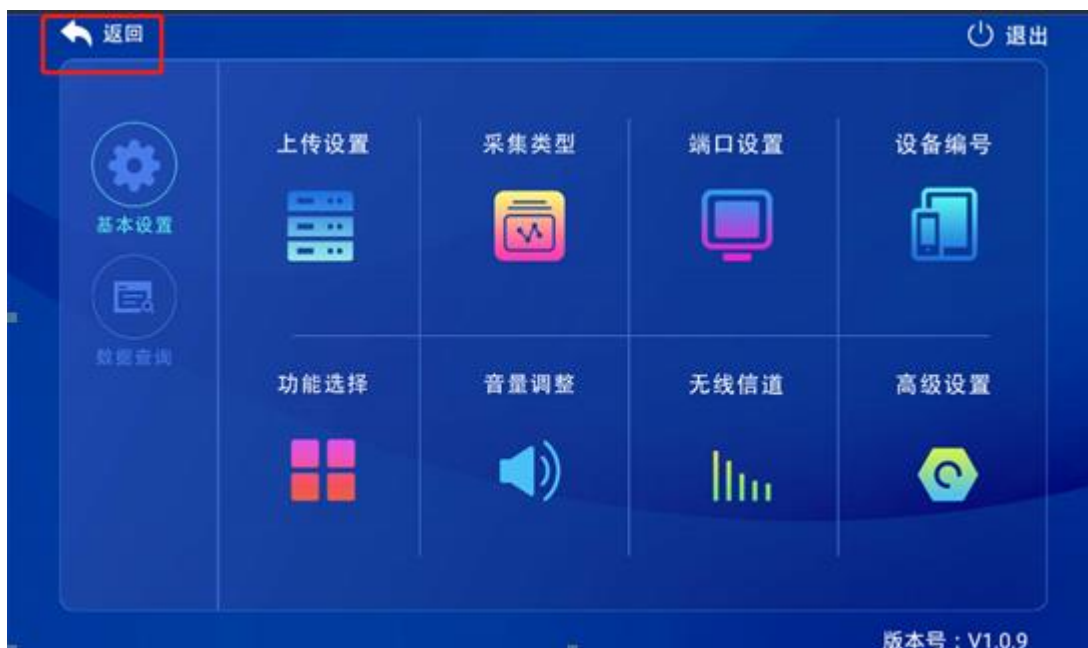 返回
退出
上传设置
采集类型
端口设置
设备编号
基本设置
数据查询
功能选择
音量调整
无线信道
高级设置
版本号：V1.0.9